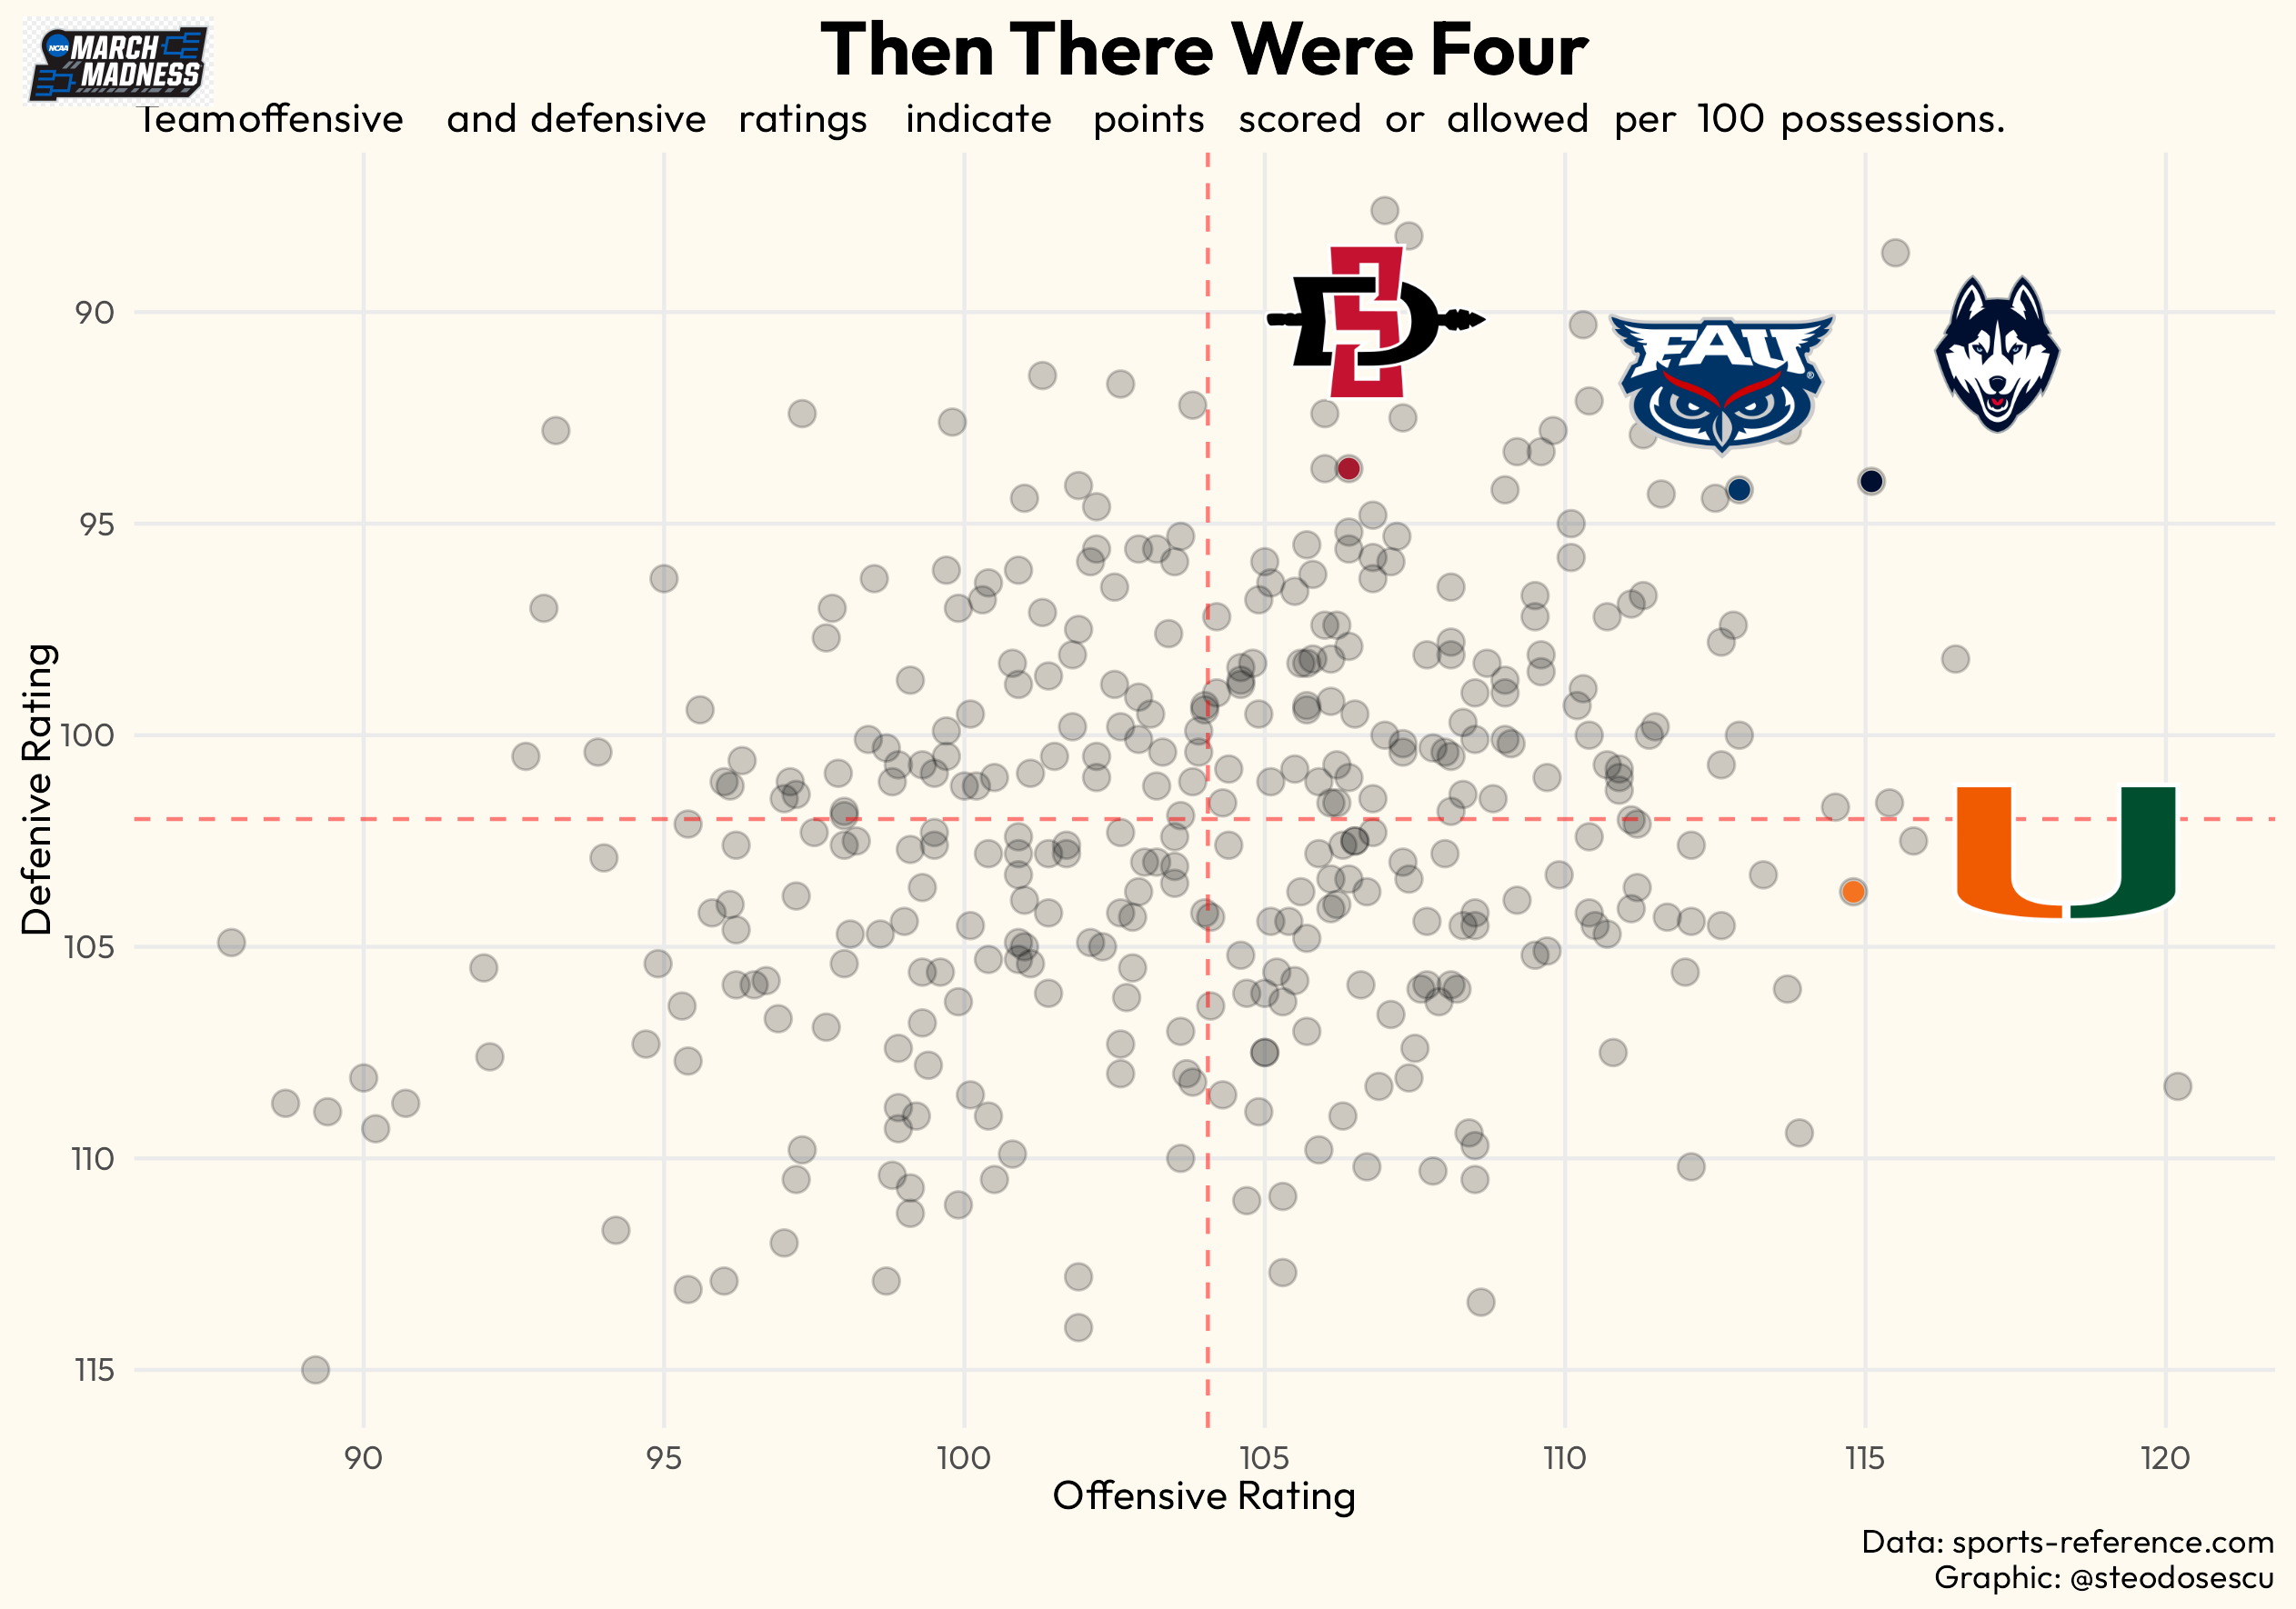 Then There Were Four
NCAA
MARCH
MADNESS
Teamoffensive and defensive ratings indicate points scored or allowed per 100 possessions.
90
95
100
105
110
115
Defenive Rating
SD
FAU
®
U
90 95 100 105 110 115 120
Offensive Rating
Data: sports-reference.com
Graphic: @steodosescu